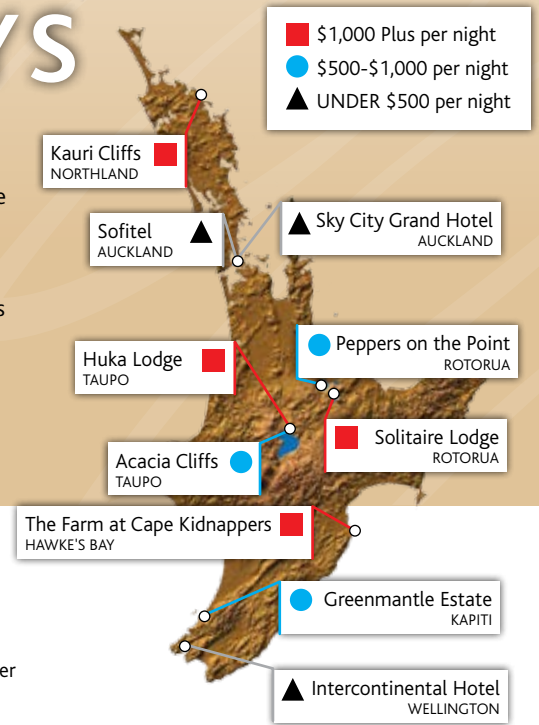 YS
$1,000 Plus per night
$500-$1,000 per night
UNDER $500 per night
Kauri Cliffs
NORTHLAND
e
Sofitel
AUCKLAND
Sky City Grand Hotel
AUCKLAND
s
Peppers on the Point
ROTORUA
Huka Lodge
TAUPO
Solitaire Lodge
ROTORUA
Acacia Cliffs
TAUPO
The Farm at Cape Kidnappers
HAWKE'S BAY
Greenmantle Estate
KAPITI
er
Intercontinental Hotel
WELLINGTON